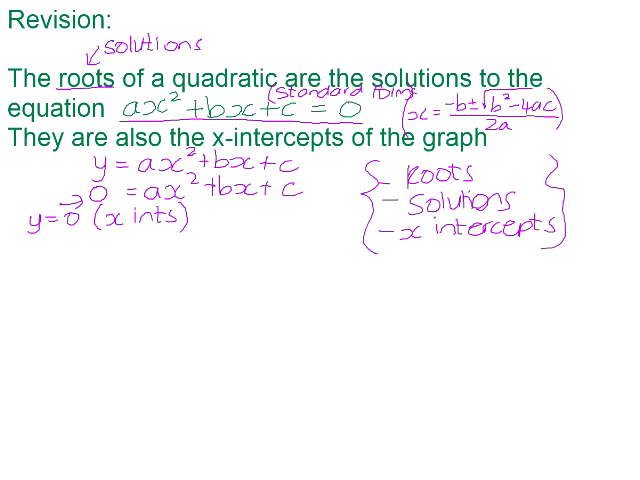 Revision:
solutions
The roots of a quadratic are the solutions to the
(standard form)
equation ax² + bx + c = 0 (x = -b±√b²-4ac / 2a)
They are also the x-intercepts of the graph
y = ax² + bx + c
→ 0 = ax² + bx + c
y = 0 (x ints)
- Roots
- Solutions
- x intercepts